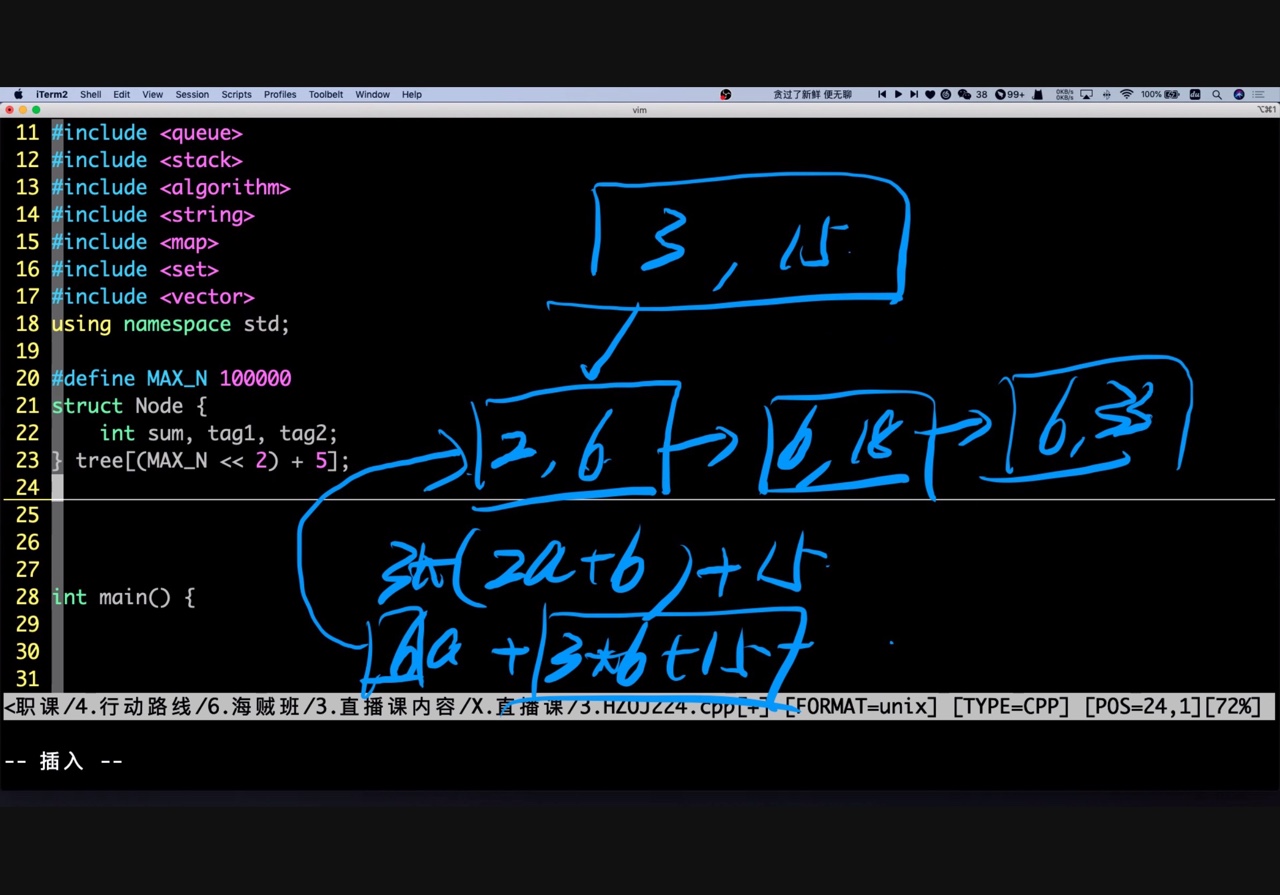 iTerm2 Shell Edit View Session Scripts Profiles Toolbelt Window Help 贪过了新鲜 便无聊 38 99+ 0KB/s 0KB/s 100%
vim ⌥⌘1
11 #include <queue>
12 #include <stack>
13 #include <algorithm>
14 #include <string>
15 #include <map>
16 #include <set>
17 #include <vector>
18 using namespace std;
19
20 #define MAX_N 100000
21 struct Node {
22 int sum, tag1, tag2;
23 } tree[(MAX_N << 2) + 5];
24
25
26
27
28 int main() {
29
30
31
3 , 15
2, 6 6, 18 6, 33
3*(2a+6)+15
6a + 3*6+15
<职课/4.行动路线/6.海贼班/3.直播课内容/X.直播课/3.HZOJ224.cpp[+] [FORMAT=unix] [TYPE=CPP] [POS=24,1][72%]
-- 插入 --